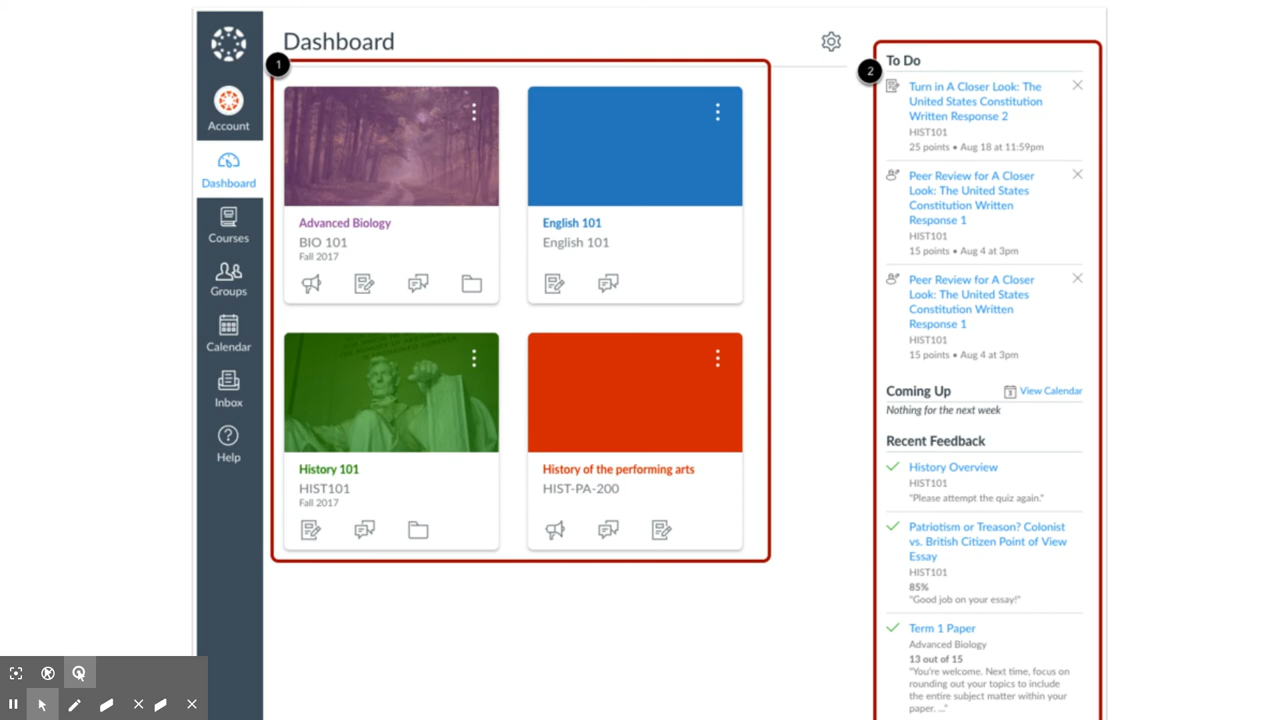 Dashboard
1
Account
Dashboard
Courses
Groups
Calendar
Inbox
Help
Advanced Biology
BIO 101
Fall 2017
English 101
English 101
History 101
HIST101
Fall 2017
History of the performing arts
HIST-PA-200
2
To Do
Turn in A Closer Look: The
United States Constitution
Written Response 2
HIST101
25 points • Aug 18 at 11:59pm
Peer Review for A Closer
Look: The United States
Constitution Written
Response 1
HIST101
15 points • Aug 4 at 3pm
Peer Review for A Closer
Look: The United States
Constitution Written
Response 1
HIST101
15 points • Aug 4 at 3pm
Coming Up
View Calendar
Nothing for the next week
Recent Feedback
History Overview
HIST101
"Please attempt the quiz again."
Patriotism or Treason? Colonist
vs. British Citizen Point of View
Essay
HIST101
85%
"Good job on your essay!"
Term 1 Paper
Advanced Biology
13 out of 15
"You're welcome. Next time, focus on
rounding out your topics to include
the entire subject matter within your
paper. ..."